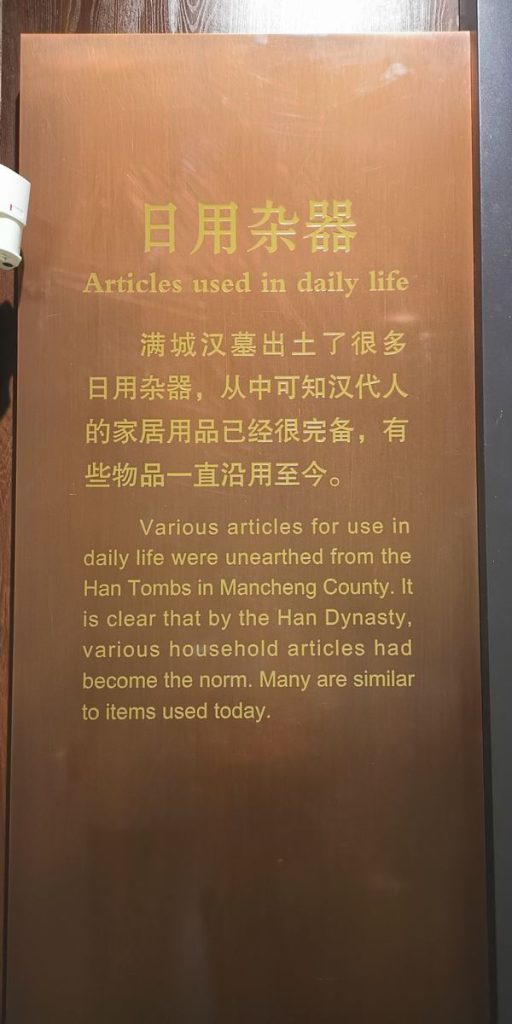 日用杂器
Articles used in daily life
满城汉墓出土了很多
日用杂器，从中可知汉代人
的家居用品已经很完备，有
些物品一直沿用至今。
Various articles for use in
daily life were unearthed from the
Han Tombs in Mancheng County. It
is clear that by the Han Dynasty,
various household articles had
become the norm. Many are similar
to items used today.